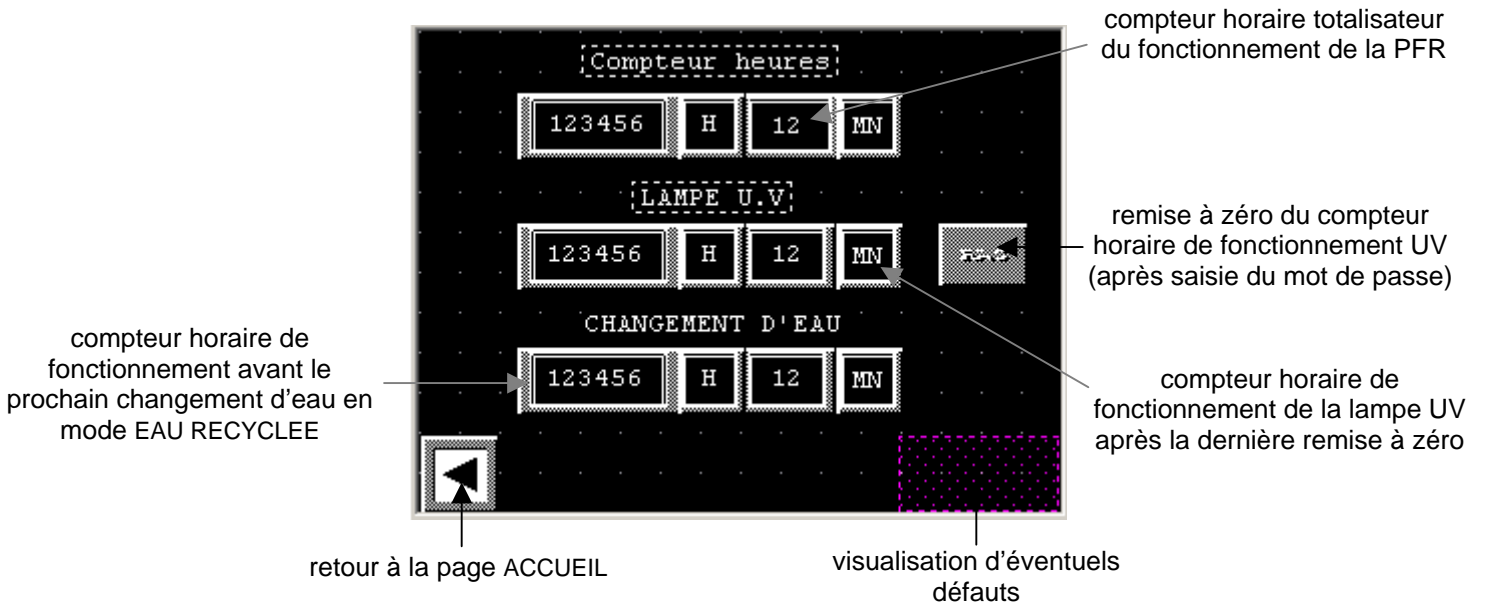 compteur horaire totalisateur
du fonctionnement de la PFR
Compteur heures
123456 H 12 MN
LAMPE U.V
123456 H 12 MN
remise à zéro du compteur
horaire de fonctionnement UV
(après saisie du mot de passe)
CHANGEMENT D'EAU
123456 H 12 MN
compteur horaire de
fonctionnement avant le
prochain changement d'eau en
mode EAU RECYCLEE
compteur horaire de
fonctionnement de la lampe UV
après la dernière remise à zéro
retour à la page ACCUEIL
visualisation d'éventuels
défauts